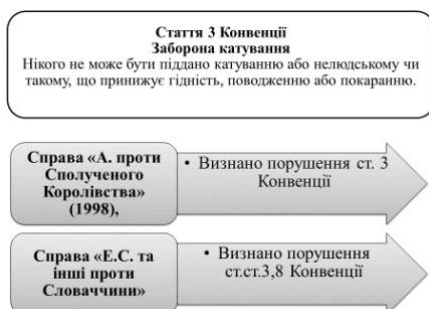 Стаття 3 Конвенції
Заборона катування
Нікого не може бути піддано катуванню або нелюдському чи
такому, що принижує гідність, поводженню або покаранню.
Справа «А. проти
Сполученого
Королівства»
(1998),
• Визнано порушення ст. 3
Конвенції
Справа «Е.С. та
інші проти
Словаччини»
• Визнано порушення
ст.ст.3,8 Конвенції